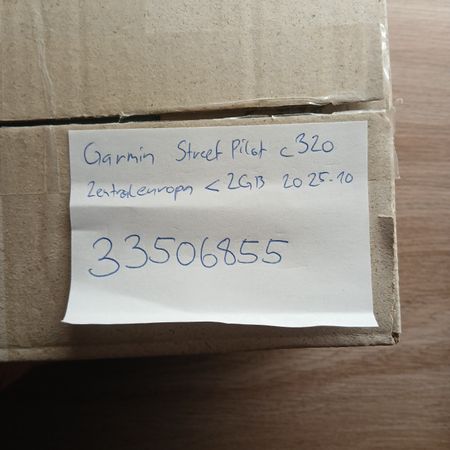 Garmin Street Pilot c320
Zentraleuropa < 2GB 2025-10
33506855